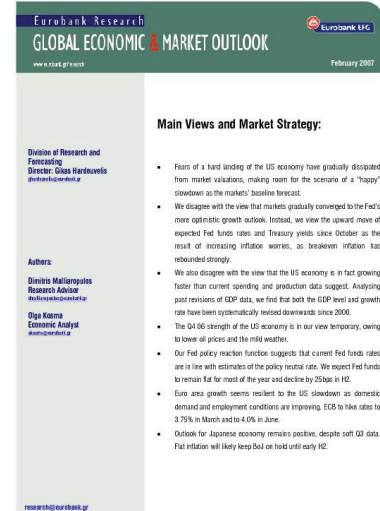 Eurobank Research
GLOBAL ECONOMIC & MARKET OUTLOOK
Eurobank EFG
February 2007
Main Views and Market Strategy:
Division of Research and
Forecasting
Director: Gikas Hardouvelis
• Fears of a hard landing of the US economy have gradually dissipated
from market valuations, making room for the scenario of a "happy"
slowdown as the markets' baseline forecast.
• We disagree with the view that markets gradually converged to the Fed's
more optimistic growth outlook. Instead, we view the upward move of
expected Fed funds rates and Treasury yields since October as the
result of increasing inflation worries, as breakeven inflation has
rebounded strongly.
• We also disagree with the view that the US economy is in fact growing
faster than current spending and production data suggest. Analysing
past revisions of GDP data, we find that both the GDP level and growth
rate have been systematically revised downwards since 2000.
• The Q4 06 strength of the US economy is in our view temporary, owing
to lower oil prices and the mild weather.
• Our Fed policy reaction function suggests that current Fed funds rates
are in line with estimates of the policy neutral rate. We expect Fed funds
to remain flat for most of the year and decline by 25bps in H2.
• Euro area growth seems resilient to the US slowdown as domestic
demand and employment conditions are improving. ECB to hike rates to
3.75% in March and to 4.0% in June.
• Outlook for Japanese economy remains positive, despite soft Q3 data.
Flat inflation will likely keep BoJ on hold until early H2.
Authors:
Dimitris Malliaropulos
Research Advisor
Olga Kosma
Economic Analyst
research@eurobank.gr